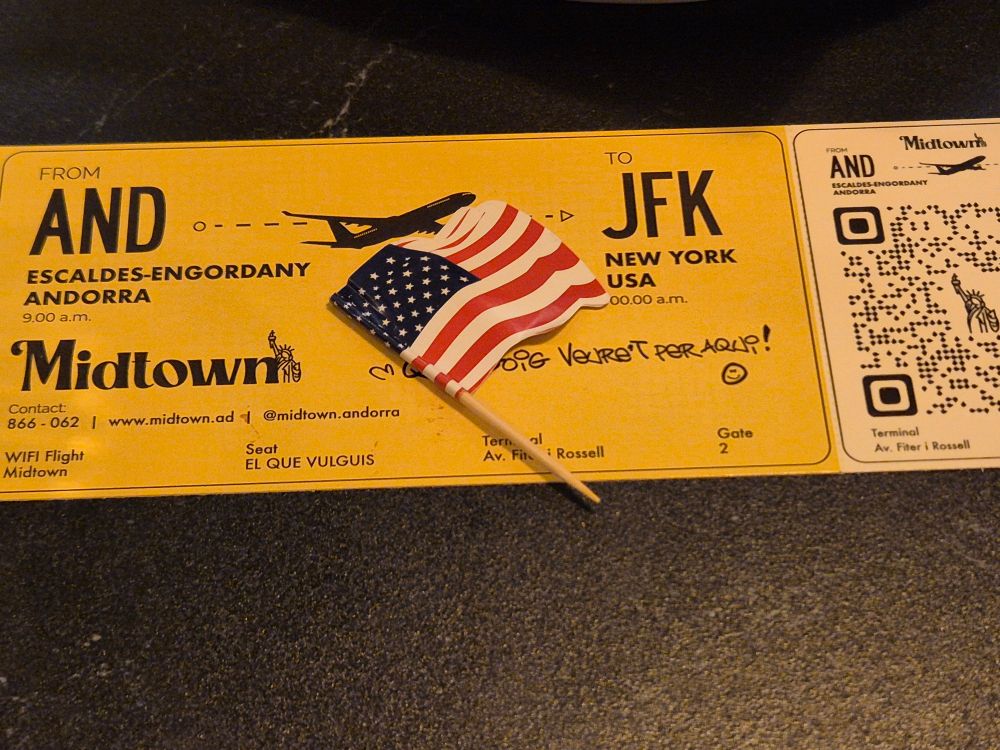 FROM
AND
ESCALDES-ENGORDANY
ANDORRA
9.00 a.m.
TO
JFK
NEW YORK
USA
00.00 a.m.
Midtown
VEURE'T PER AQUI!
Contact:
866 - 062 | www.midtown.ad | @midtown.andorra
WIFI Flight
Midtown
Seat
EL QUE VULGUIS
Terminal
Av. Fiter i Rossell
Gate
2
Midtown
FROM
AND
ESCALDES-ENGORDANY
ANDORRA
Terminal
Av. Fiter i Rossell